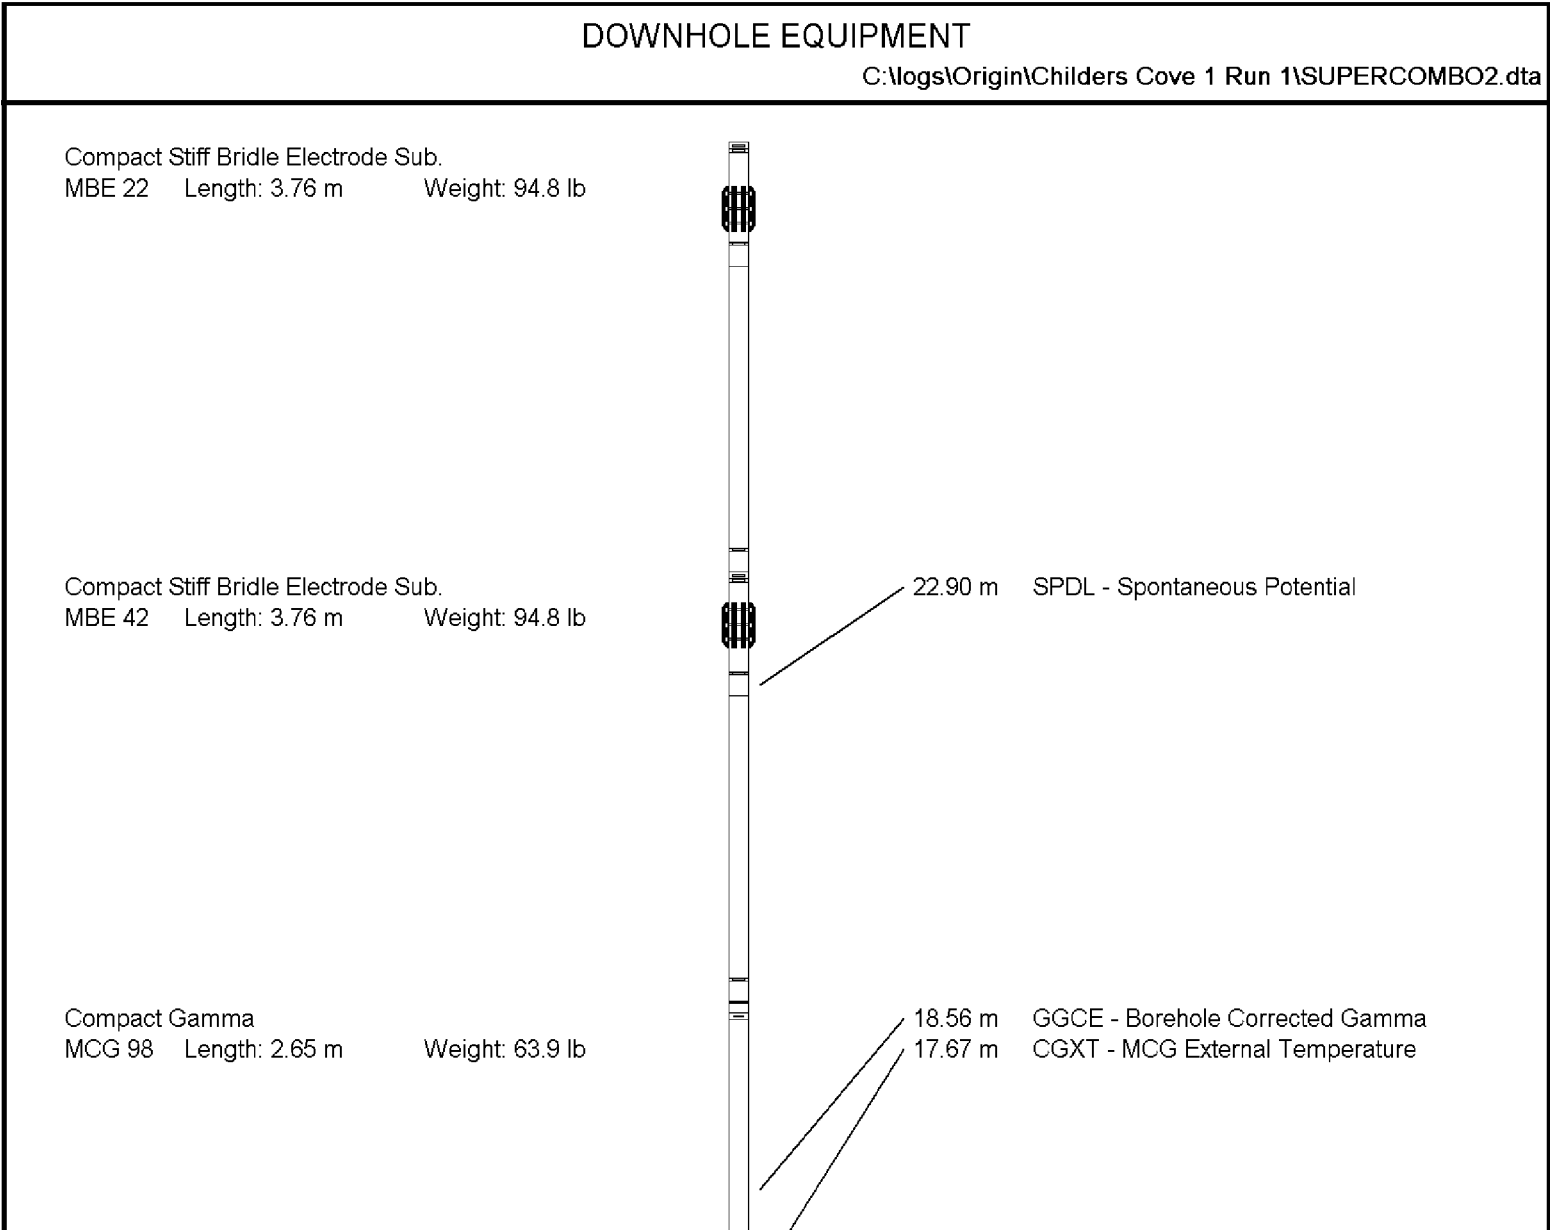 DOWNHOLE EQUIPMENT
C:\logs\Origin\Childers Cove 1 Run 1\SUPERCOMBO2.dta
Compact Stiff Bridle Electrode Sub.
MBE 22 Length: 3.76 m Weight: 94.8 lb
Compact Stiff Bridle Electrode Sub.
MBE 42 Length: 3.76 m Weight: 94.8 lb
22.90 m SPDL - Spontaneous Potential
Compact Gamma
MCG 98 Length: 2.65 m Weight: 63.9 lb
18.56 m GGCE - Borehole Corrected Gamma
17.67 m CGXT - MCG External Temperature